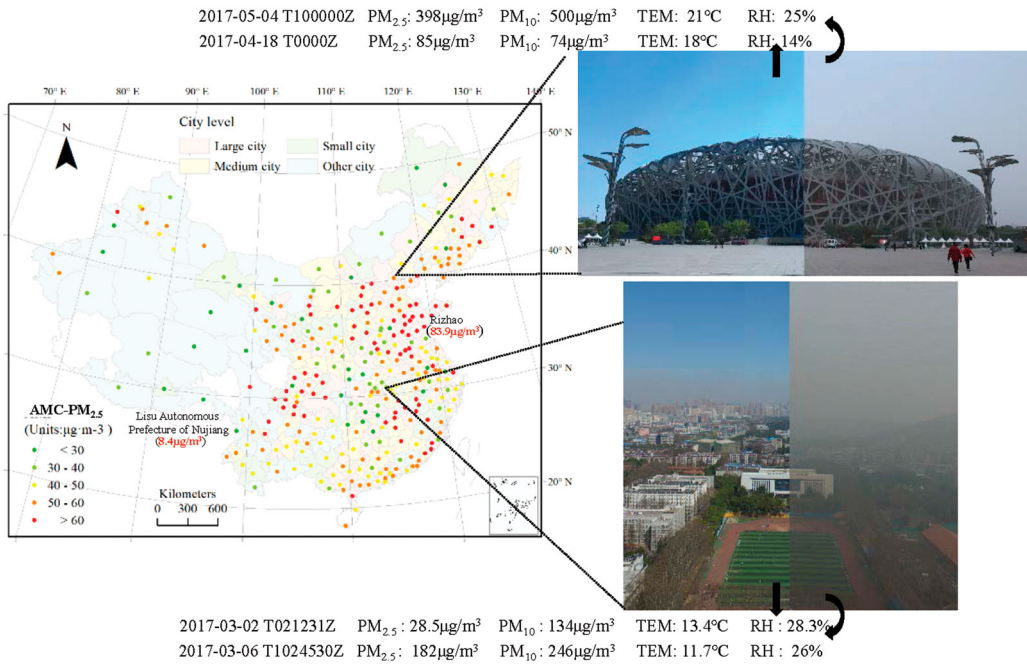 2017-05-04 T100000Z PM2.5: 398μg/m³ PM10: 500μg/m³ TEM: 21℃ RH: 25%
2017-04-18 T0000Z PM2.5: 85μg/m³ PM10: 74μg/m³ TEM: 18℃ RH: 14%
70° E 80° E 90° E 100° E 110° E 120° E 130° E 140° E
N
City level
Large city Small city
Medium city Other city
50° N
40° N
30° N
20° N
Rizhao
(83.9μg/m³)
Lisu Autonomous
Prefecture of Nujiang
(8.4μg/m³)
AMC-PM2.5
(Units:μg·m-3 )
< 30
30 - 40
40 - 50
50 - 60
> 60
Kilometers
0 300 600
2017-03-02 T021231Z PM2.5 : 28.5μg/m³ PM10 : 134μg/m³ TEM: 13.4℃ RH : 28.3%
2017-03-06 T1024530Z PM2.5 : 182μg/m³ PM10 : 246μg/m³ TEM: 11.7℃ RH : 26%